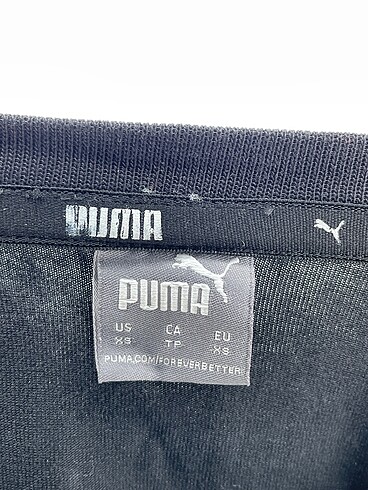 PUMA
PUMA
US CA EU
XS TP XS
PUMA.COM/FOREVERBETTER